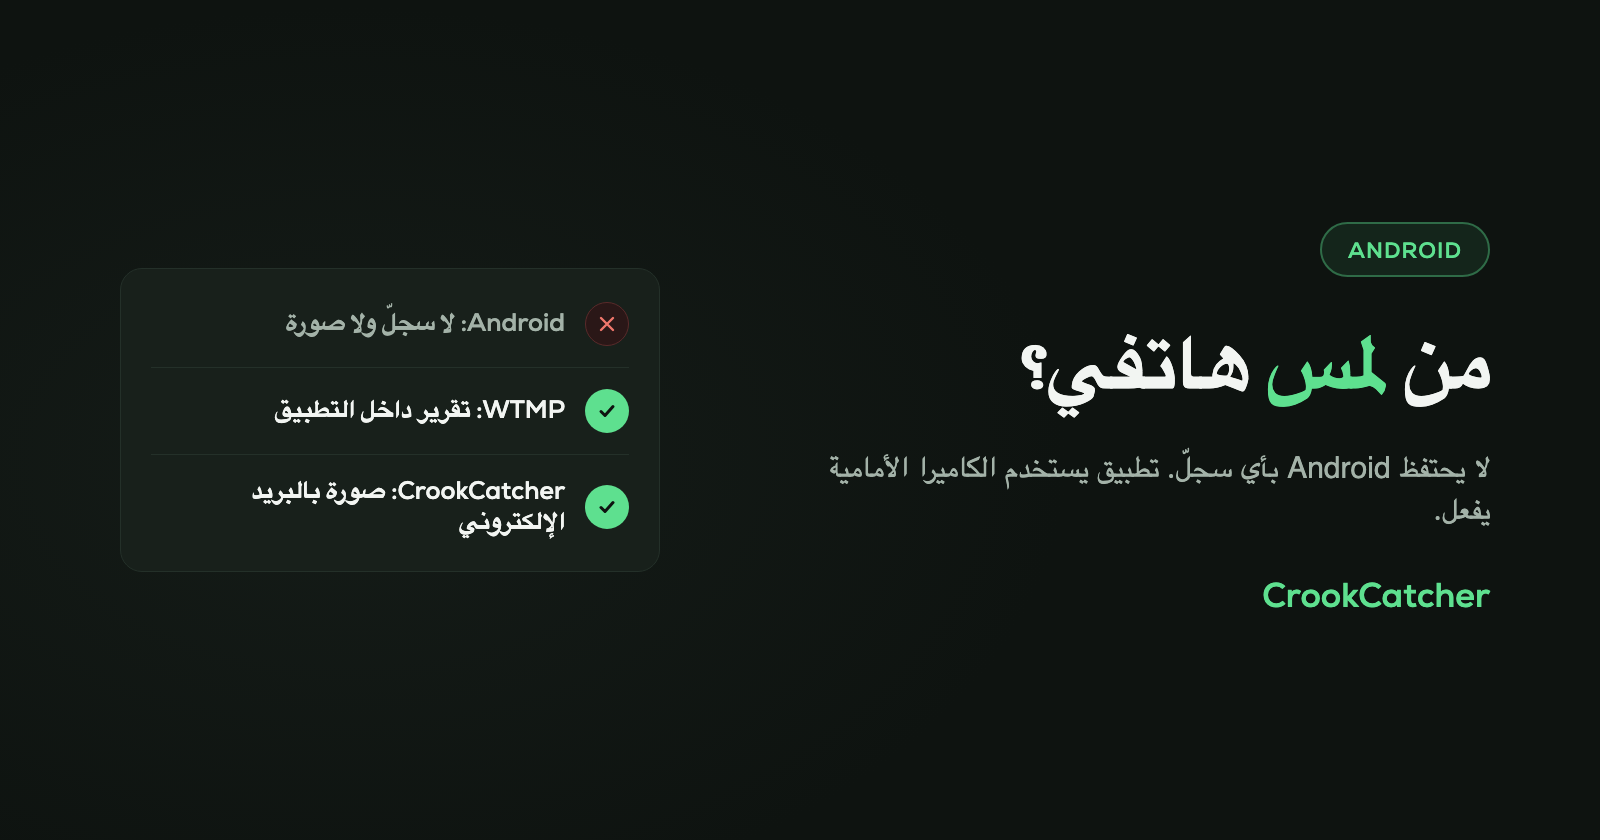 ANDROID
من لمس هاتفي؟
لا يحتفظ Android بأي سجلّ. تطبيق يستخدم الكاميرا الأمامية
يفعل.
CrookCatcher
Android: لا سجلّ ولا صورة
WTMP: تقرير داخل التطبيق
CrookCatcher: صورة بالبريد
الإلكتروني